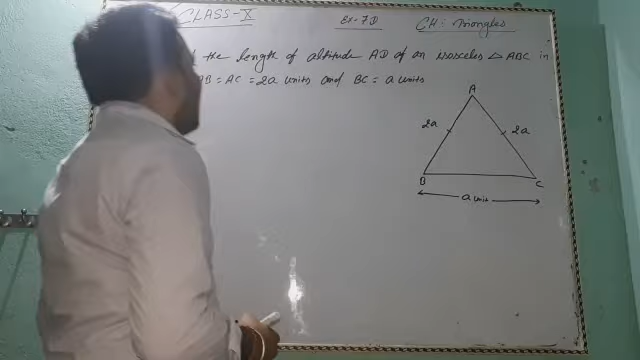 CLASS-X Ex-7D CH: Triangles
the length of altitude AD of an isosceles △ ABC in
AB = AC = 2a units and BC = a units
A
2a 2a
B C
a units